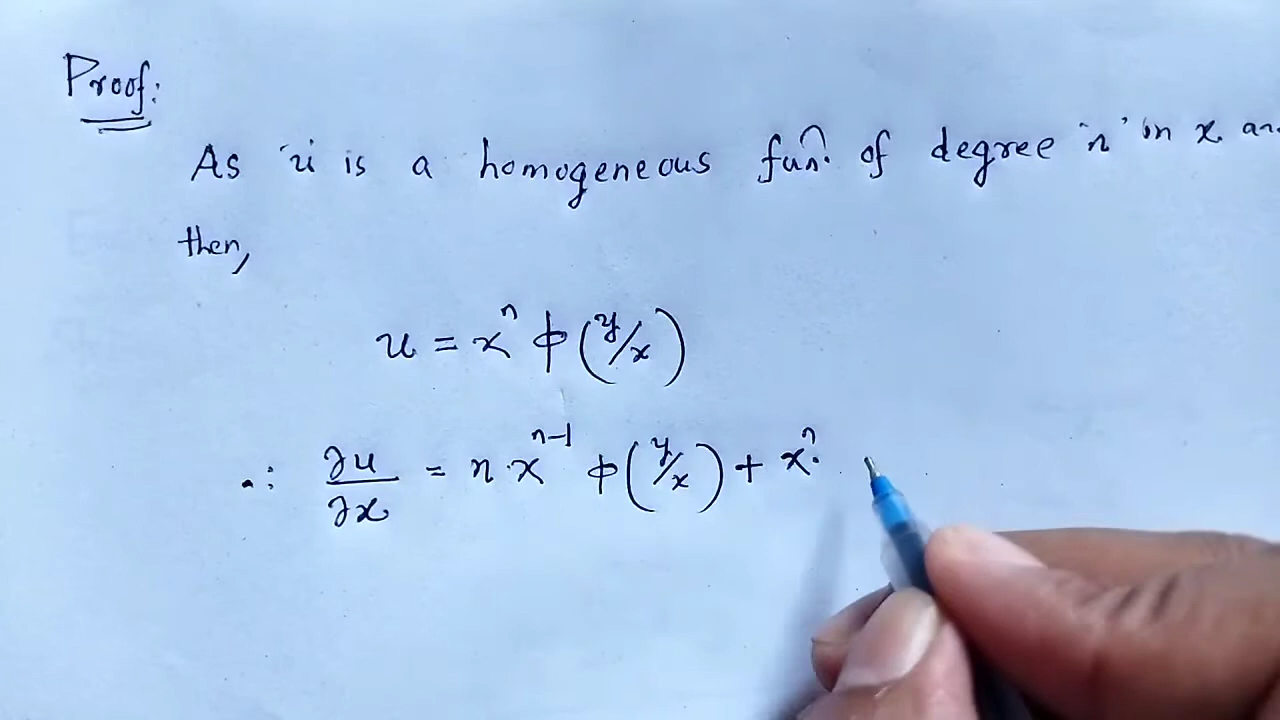 Proof:
As 'u' is a homogeneous funⁿ. of degree 'n' in x an
then,
u = xⁿ ϕ(y/x)
∴ ∂u/∂x = n·xⁿ⁻¹ ϕ(y/x) + xⁿ·